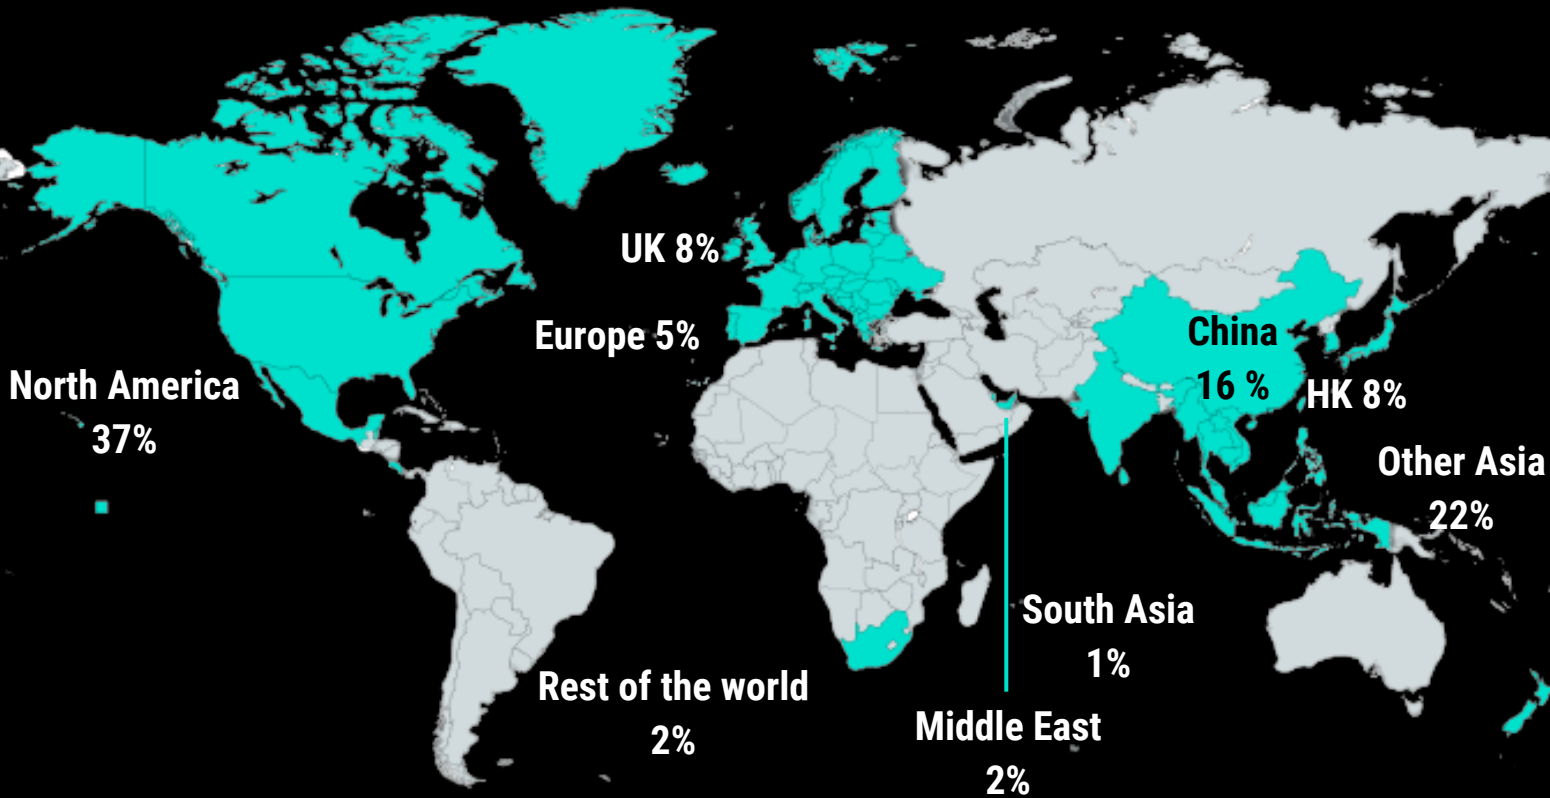 UK 8%
Europe 5%
North America
37%
China
16 %
HK 8%
Other Asia
22%
South Asia
1%
Rest of the world
2%
Middle East
2%